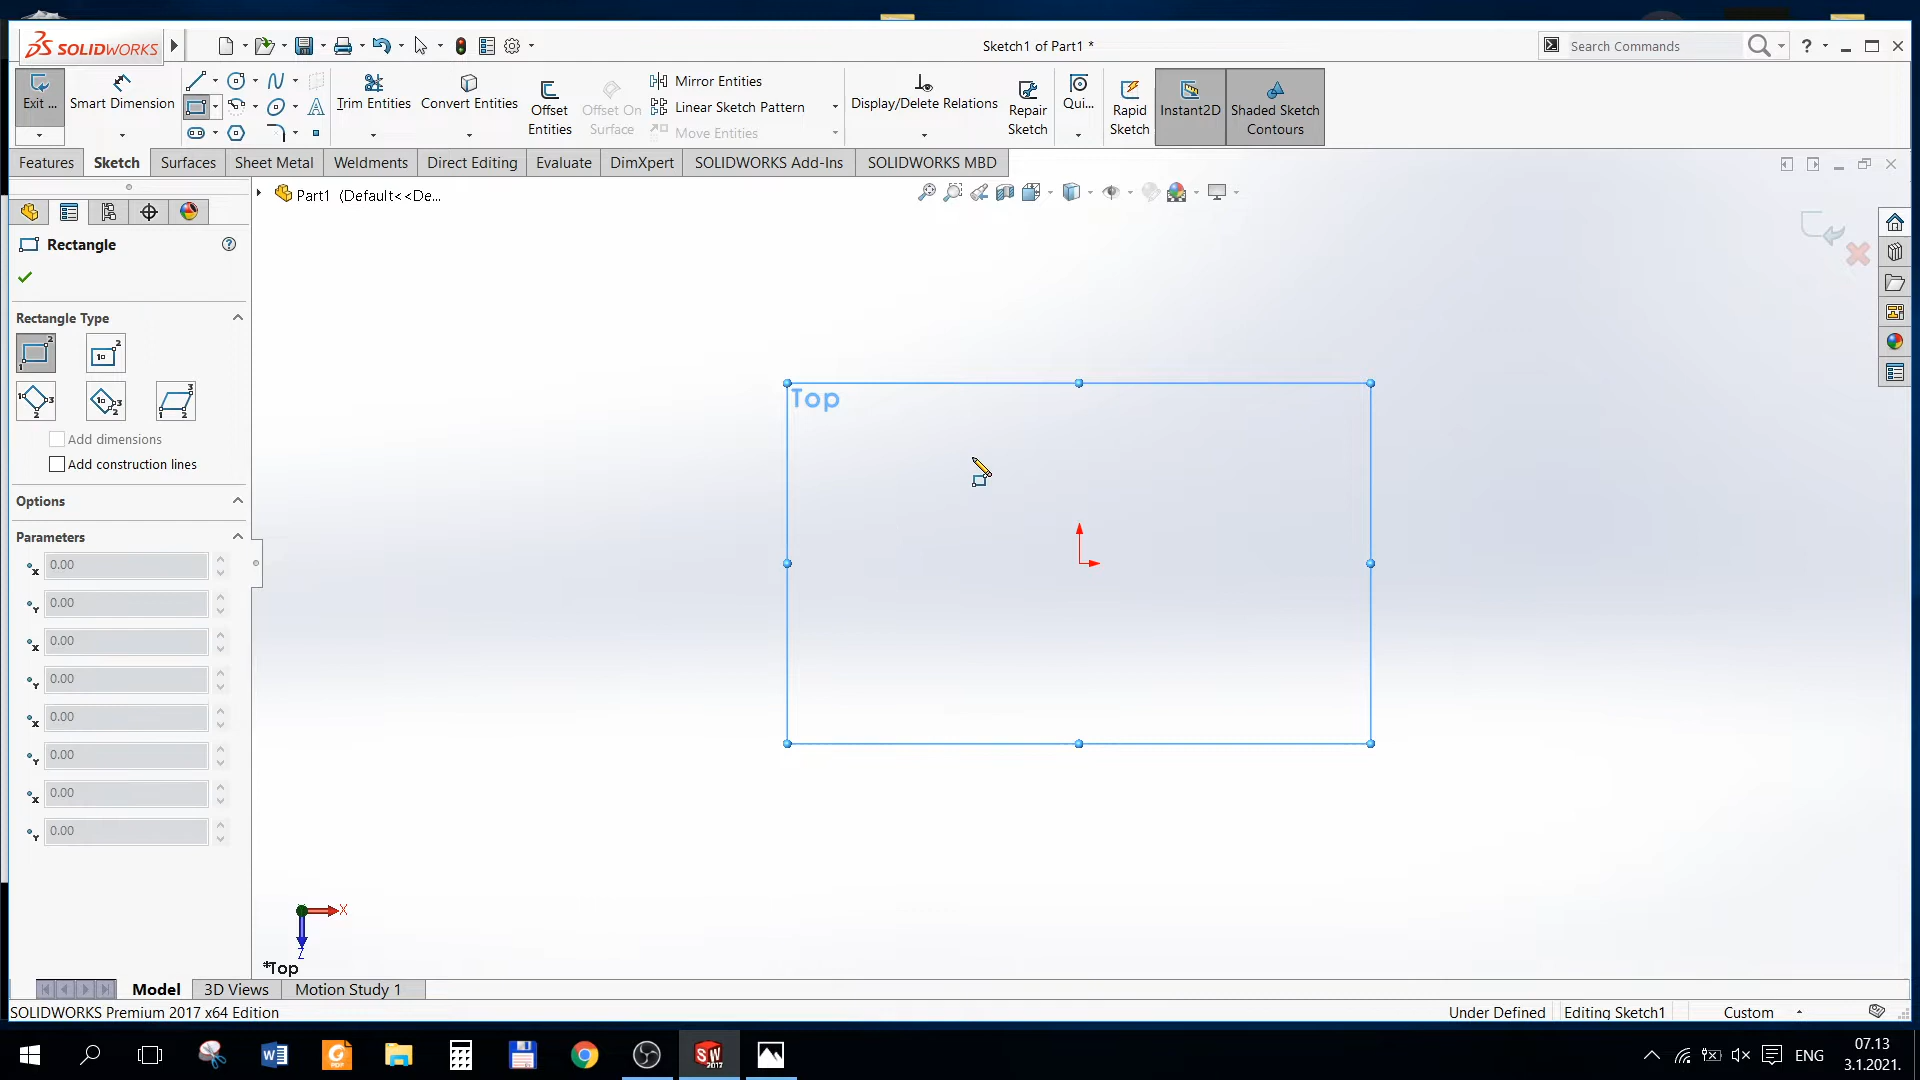 SOLIDWORKS
Sketch1 of Part1 *
Search Commands
?
Exit ...
Smart Dimension
Trim Entities
Convert Entities
Offset Entities
Offset On Surface
Mirror Entities
Linear Sketch Pattern
Move Entities
Display/Delete Relations
Repair Sketch
Qui...
Rapid Sketch
Instant2D
Shaded Sketch Contours
Features
Sketch
Surfaces
Sheet Metal
Weldments
Direct Editing
Evaluate
DimXpert
SOLIDWORKS Add-Ins
SOLIDWORKS MBD
Part1 (Default<<De...
Rectangle
Rectangle Type
Add dimensions
Add construction lines
Options
Parameters
x 0.00
Y 0.00
x 0.00
Y 0.00
x 0.00
Y 0.00
x 0.00
Y 0.00
Top
X
Z
*Top
Model
3D Views
Motion Study 1
SOLIDWORKS Premium 2017 x64 Edition
Under Defined
Editing Sketch1
Custom
ENG
07.13
3.1.2021.